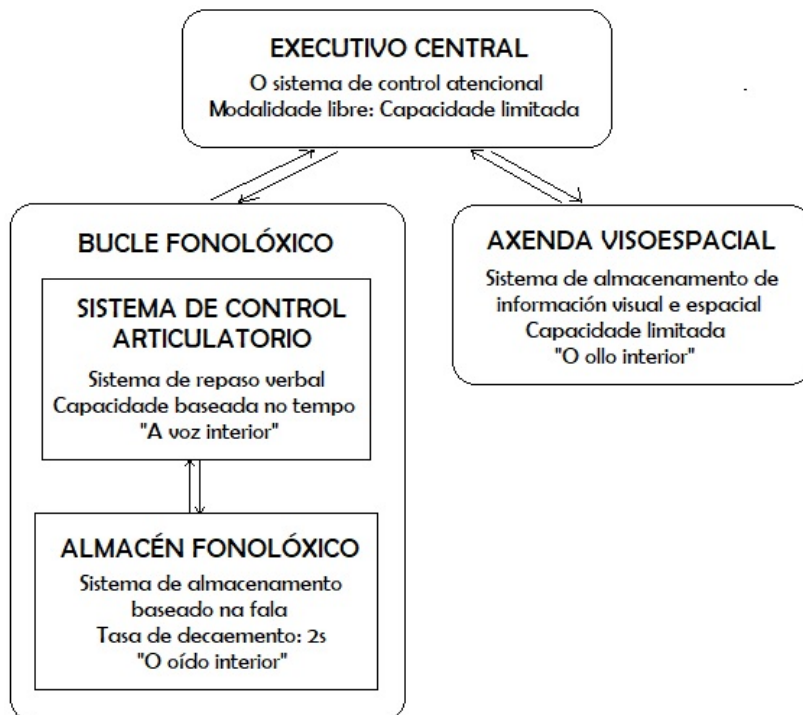 EXECUTIVO CENTRAL
O sistema de control atencional
Modalidade libre: Capacidade limitada
BUCLE FONOLÓXICO
SISTEMA DE CONTROL
ARTICULATORIO
Sistema de repaso verbal
Capacidade baseada no tempo
"A voz interior"
ALMACÉN FONOLÓXICO
Sistema de almacenamento
baseado na fala
Tasa de decaemento: 2s
"O oído interior"
AXENDA VISOESPACIAL
Sistema de almacenamento de
información visual e espacial
Capacidade limitada
"O ollo interior"